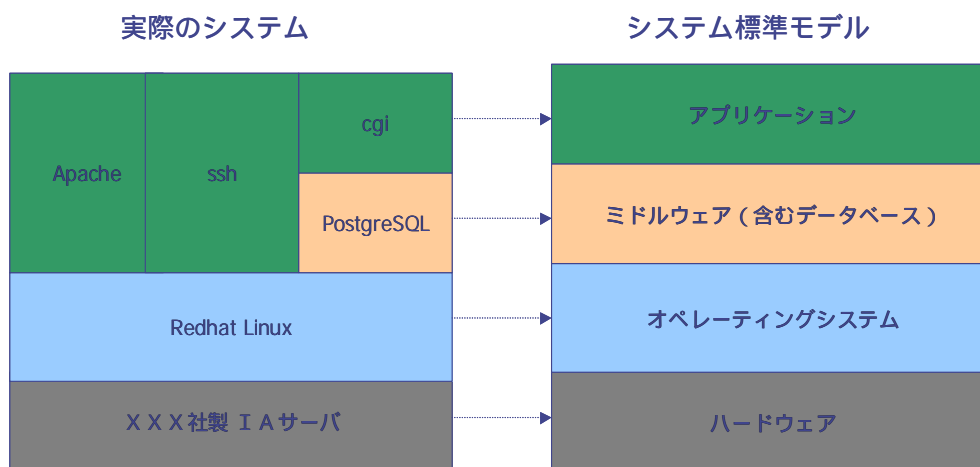 実際のシステム
システム標準モデル
Apache
ssh
cgi
PostgreSQL
Redhat Linux
XXX社製 IAサーバ
アプリケーション
ミドルウェア(含むデータベース)
オペレーティングシステム
ハードウェア